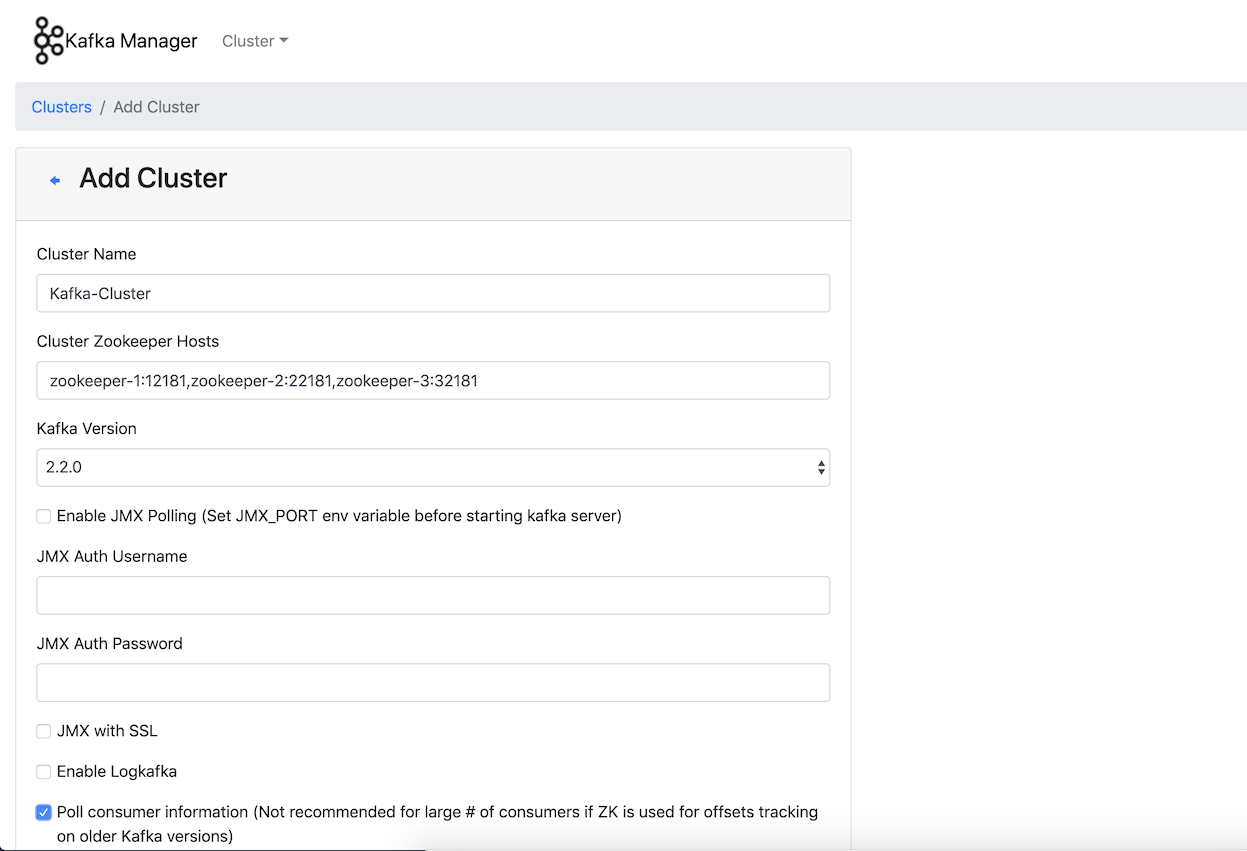 Kafka Manager Cluster
Clusters / Add Cluster
Add Cluster
Cluster Name
Kafka-Cluster
Cluster Zookeeper Hosts
zookeeper-1:12181,zookeeper-2:22181,zookeeper-3:32181
Kafka Version
2.2.0
Enable JMX Polling (Set JMX_PORT env variable before starting kafka server)
JMX Auth Username
JMX Auth Password
JMX with SSL
Enable Logkafka
Poll consumer information (Not recommended for large # of consumers if ZK is used for offsets tracking
on older Kafka versions)